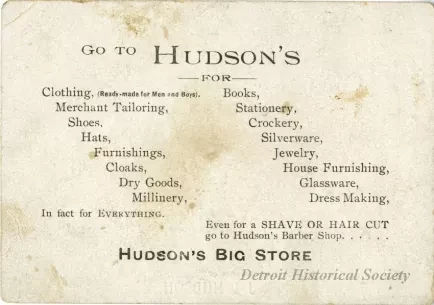 GO TO HUDSON'S
FOR
Clothing, (Ready-made for Men and Boys).
Merchant Tailoring,
Shoes,
Hats,
Furnishings,
Cloaks,
Dry Goods,
Millinery,
In fact for EVERYTHING.
Books,
Stationery,
Crockery,
Silverware,
Jewelry,
House Furnishing,
Glassware,
Dress Making,
Even for a SHAVE OR HAIR CUT
go to Hudson's Barber Shop. . . . . .
HUDSON'S BIG STORE
Detroit Historical Society